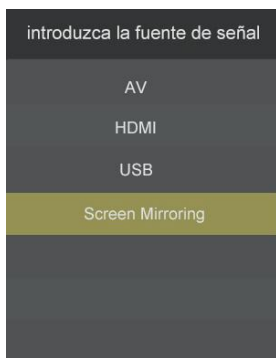 introduzca la fuente de señal
AV
HDMI
USB
Screen Mirroring